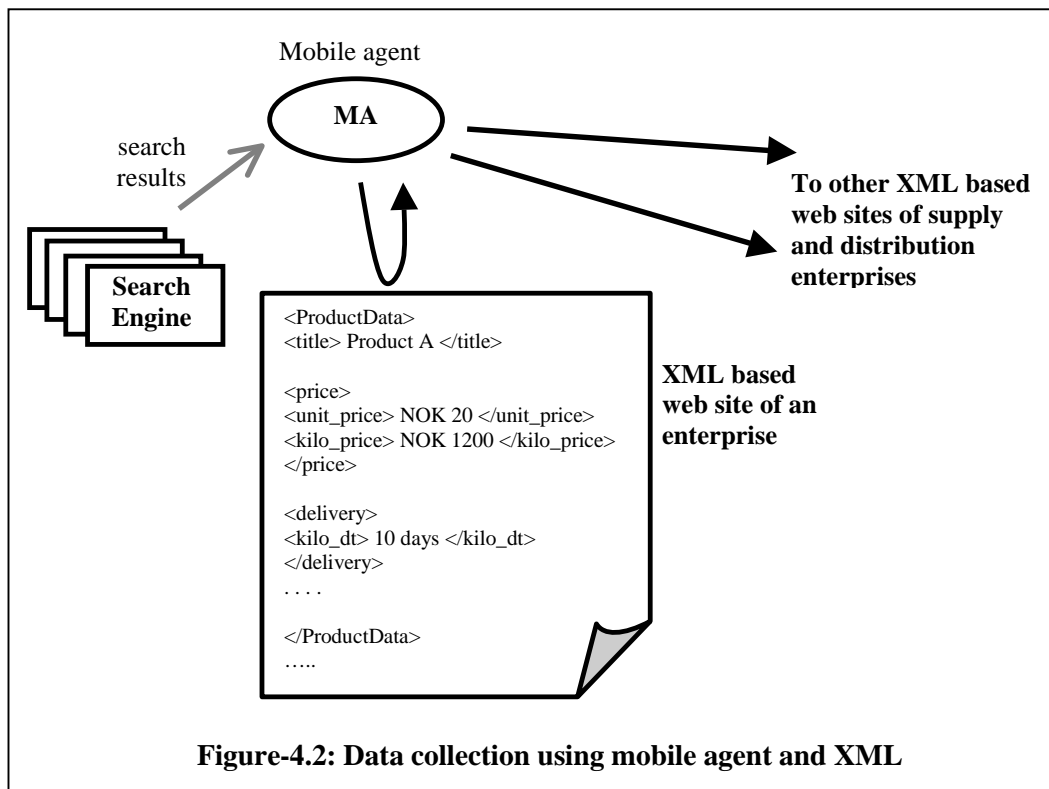 Mobile agent
MA
search
results
Search
Engine
To other XML based
web sites of supply
and distribution
enterprises
<ProductData>
<title> Product A </title>
<price>
<unit_price> NOK 20 </unit_price>
<kilo_price> NOK 1200 </kilo_price>
</price>
<delivery>
<kilo_dt> 10 days </kilo_dt>
</delivery>
. . . .
</ProductData>
…..
XML based
web site of an
enterprise
Figure-4.2: Data collection using mobile agent and XML